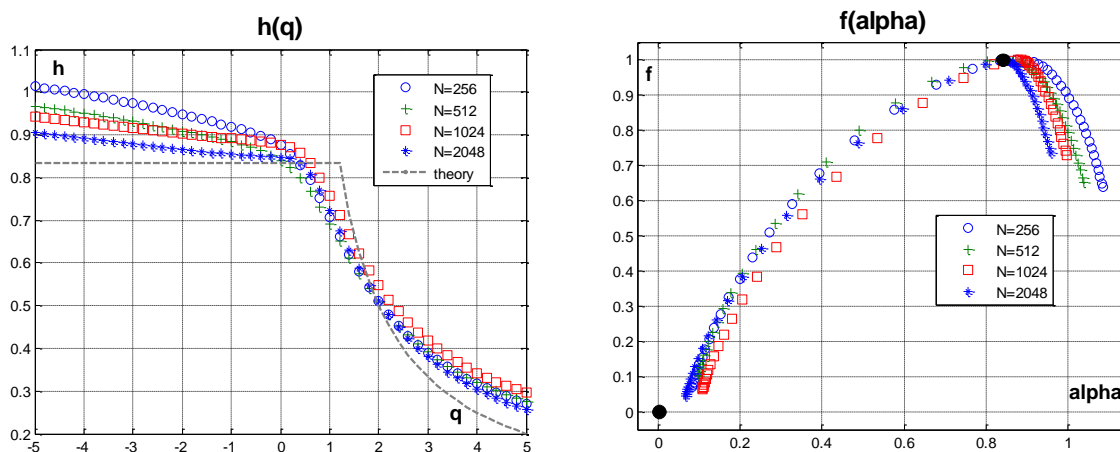 h(q)
1.1
1
0.9
0.8
0.7
0.6
0.5
0.4
0.3
0.2
-5 -4 -3 -2 -1 0 1 2 3 4 5
h
q
N=256
N=512
N=1024
N=2048
theory
f(alpha)
1
0.9
0.8
0.7
0.6
0.5
0.4
0.3
0.2
0.1
0
0 0.2 0.4 0.6 0.8 1
f
alpha
N=256
N=512
N=1024
N=2048